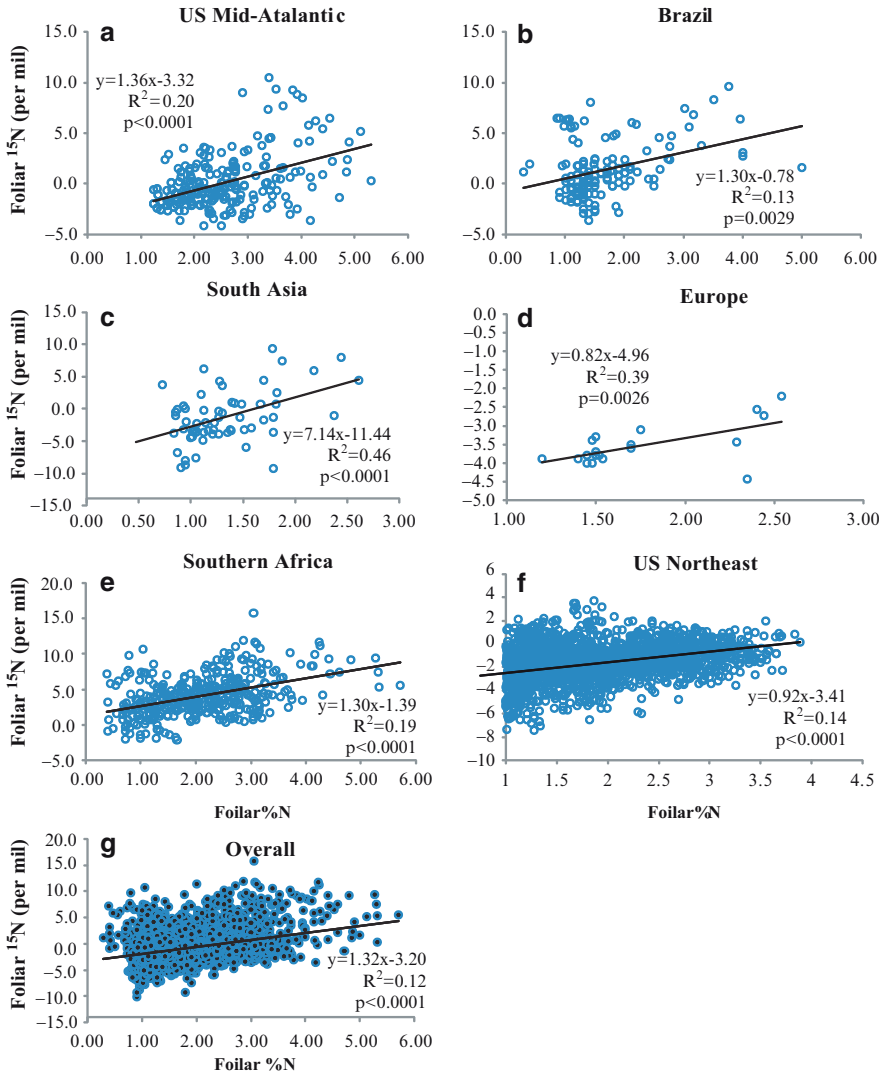 US Mid-Atalantic
a
Foliar ¹⁵N (per mil)
15.0
10.0
5.0
0.0
−5.0
y=1.36x-3.32
R²=0.20
p<0.0001
0.00 1.00 2.00 3.00 4.00 5.00 6.00
Brazil
b
15.0
10.0
5.0
0.0
−5.0
y=1.30x-0.78
R²=0.13
p=0.0029
0.00 1.00 2.00 3.00 4.00 5.00 6.00
South Asia
c
Foliar ¹⁵N (per mil)
15.0
10.0
5.0
0.0
−5.0
−10.0
−15.0
y=7.14x-11.44
R²=0.46
p<0.0001
0.00 0.50 1.00 1.50 2.00 2.50 3.00
Europe
d
0.0
−0.5
−1.0
−1.5
−2.0
−2.5
−3.0
−3.5
−4.0
−4.5
−5.0
y=0.82x-4.96
R²=0.39
p=0.0026
1.00 1.50 2.00 2.50 3.00
Southern Africa
e
Foliar ¹⁵N (per mil)
20.0
15.0
10.0
5.0
0.0
−5.0
y=1.30x-1.39
R²=0.19
p<0.0001
0.00 1.00 2.00 3.00 4.00 5.00 6.00
Foilar%N
US Northeast
f
6
4
2
0
−2
−4
−6
−8
−10
y=0.92x-3.41
R²=0.14
p<0.0001
1 1.5 2 2.5 3 3.5 4 4.5
Foilar%N
g
Overall
Foliar ¹⁵N (per mil)
20.0
15.0
10.0
5.0
0.0
−5.0
−10.0
−15.0
y=1.32x-3.20
R²=0.12
p<0.0001
0.00 1.00 2.00 3.00 4.00 5.00 6.00
Foilar %N